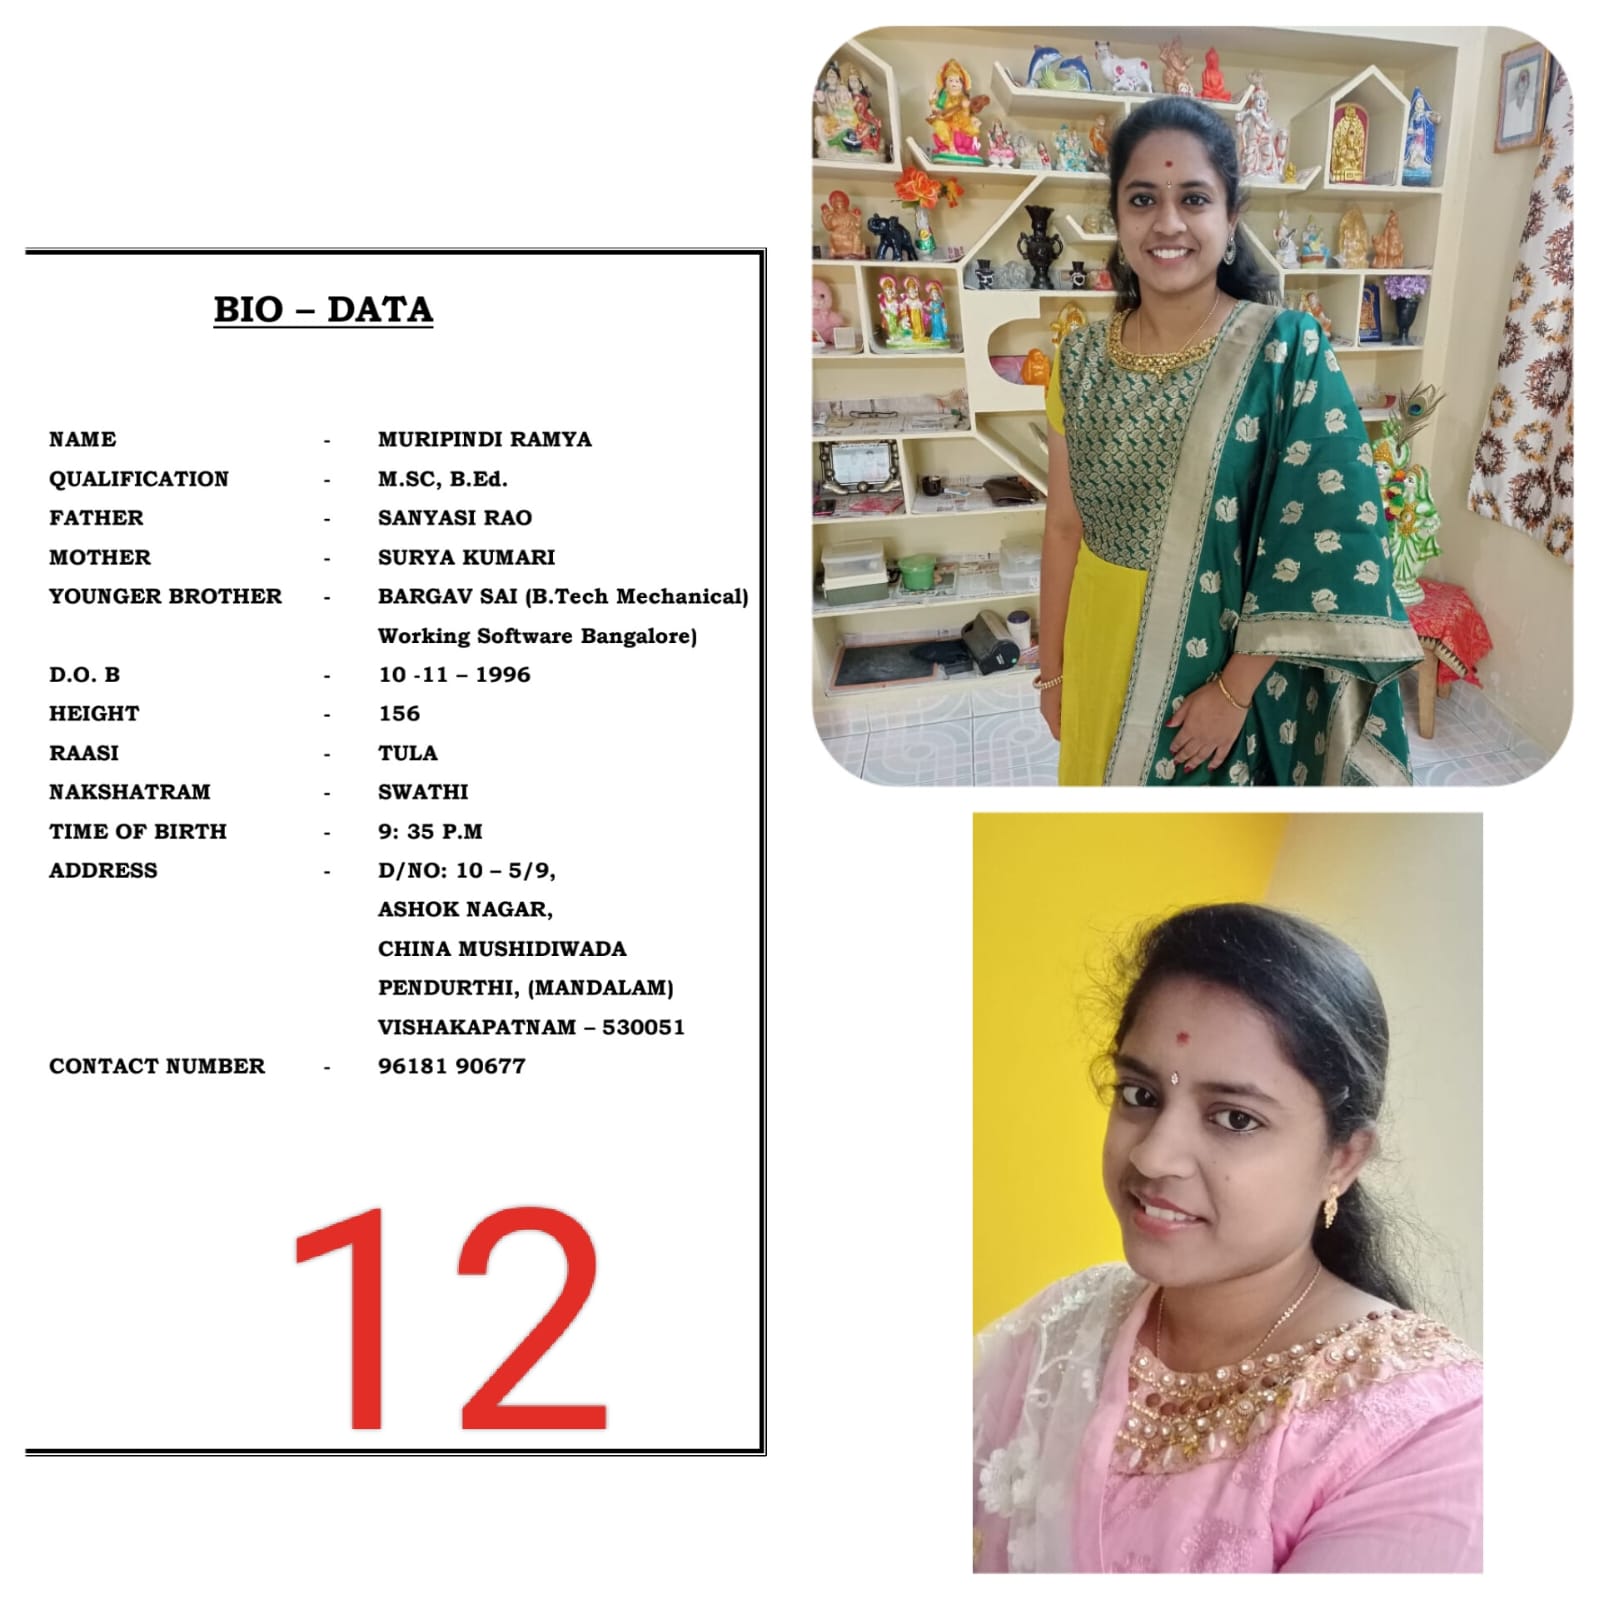 BIO – DATA
NAME - MURIPINDI RAMYA
QUALIFICATION - M.SC, B.Ed.
FATHER - SANYASI RAO
MOTHER - SURYA KUMARI
YOUNGER BROTHER - BARGAV SAI (B.Tech Mechanical)
Working Software Bangalore)
D.O. B - 10 -11 – 1996
HEIGHT - 156
RAASI - TULA
NAKSHATRAM - SWATHI
TIME OF BIRTH - 9: 35 P.M
ADDRESS - D/NO: 10 – 5/9,
ASHOK NAGAR,
CHINA MUSHIDIWADA
PENDURTHI, (MANDALAM)
VISHAKAPATNAM – 530051
CONTACT NUMBER - 96181 90677
12